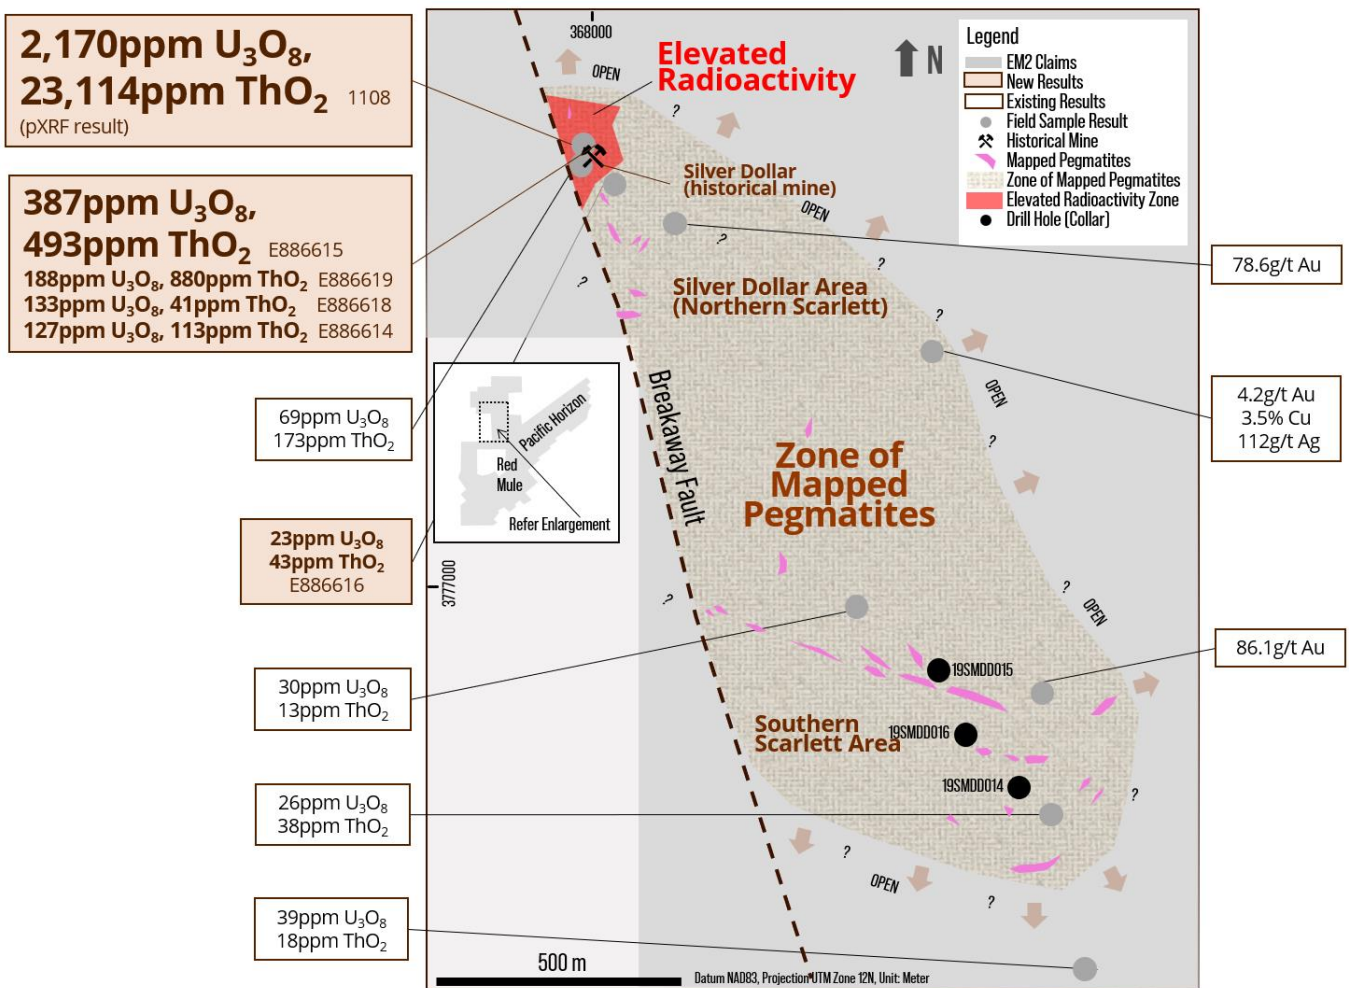 2,170ppm U₃O₈,
23,114ppm ThO₂ 1108
(pXRF result)
387ppm U₃O₈,
493ppm ThO₂ E886615
188ppm U₃O₈, 880ppm ThO₂ E886619
133ppm U₃O₈, 41ppm ThO₂ E886618
127ppm U₃O₈, 113ppm ThO₂ E886614
69ppm U₃O₈
173ppm ThO₂
23ppm U₃O₈
43ppm ThO₂
E886616
30ppm U₃O₈
13ppm ThO₂
26ppm U₃O₈
38ppm ThO₂
39ppm U₃O₈
18ppm ThO₂
368000
OPEN
Elevated
Radioactivity
N
?
Silver Dollar
(historical mine)
OPEN
?
?
?
Silver Dollar Area
(Northern Scarlett)
?
Breakaway Fault
OPEN
?
Zone of
Mapped
Pegmatites
Pacific Horizon
Red
Mule
Refer Enlargement
3777000
?
?
OPEN
19SMDD015
Southern
Scarlett Area
19SMDD016
19SMDD014
?
?
OPEN
?
500 m
Datum NAD83, Projection UTM Zone 12N, Unit: Meter
Legend
EM2 Claims
New Results
Existing Results
Field Sample Result
Historical Mine
Mapped Pegmatites
Zone of Mapped Pegmatites
Elevated Radioactivity Zone
Drill Hole (Collar)
78.6g/t Au
4.2g/t Au
3.5% Cu
112g/t Ag
86.1g/t Au